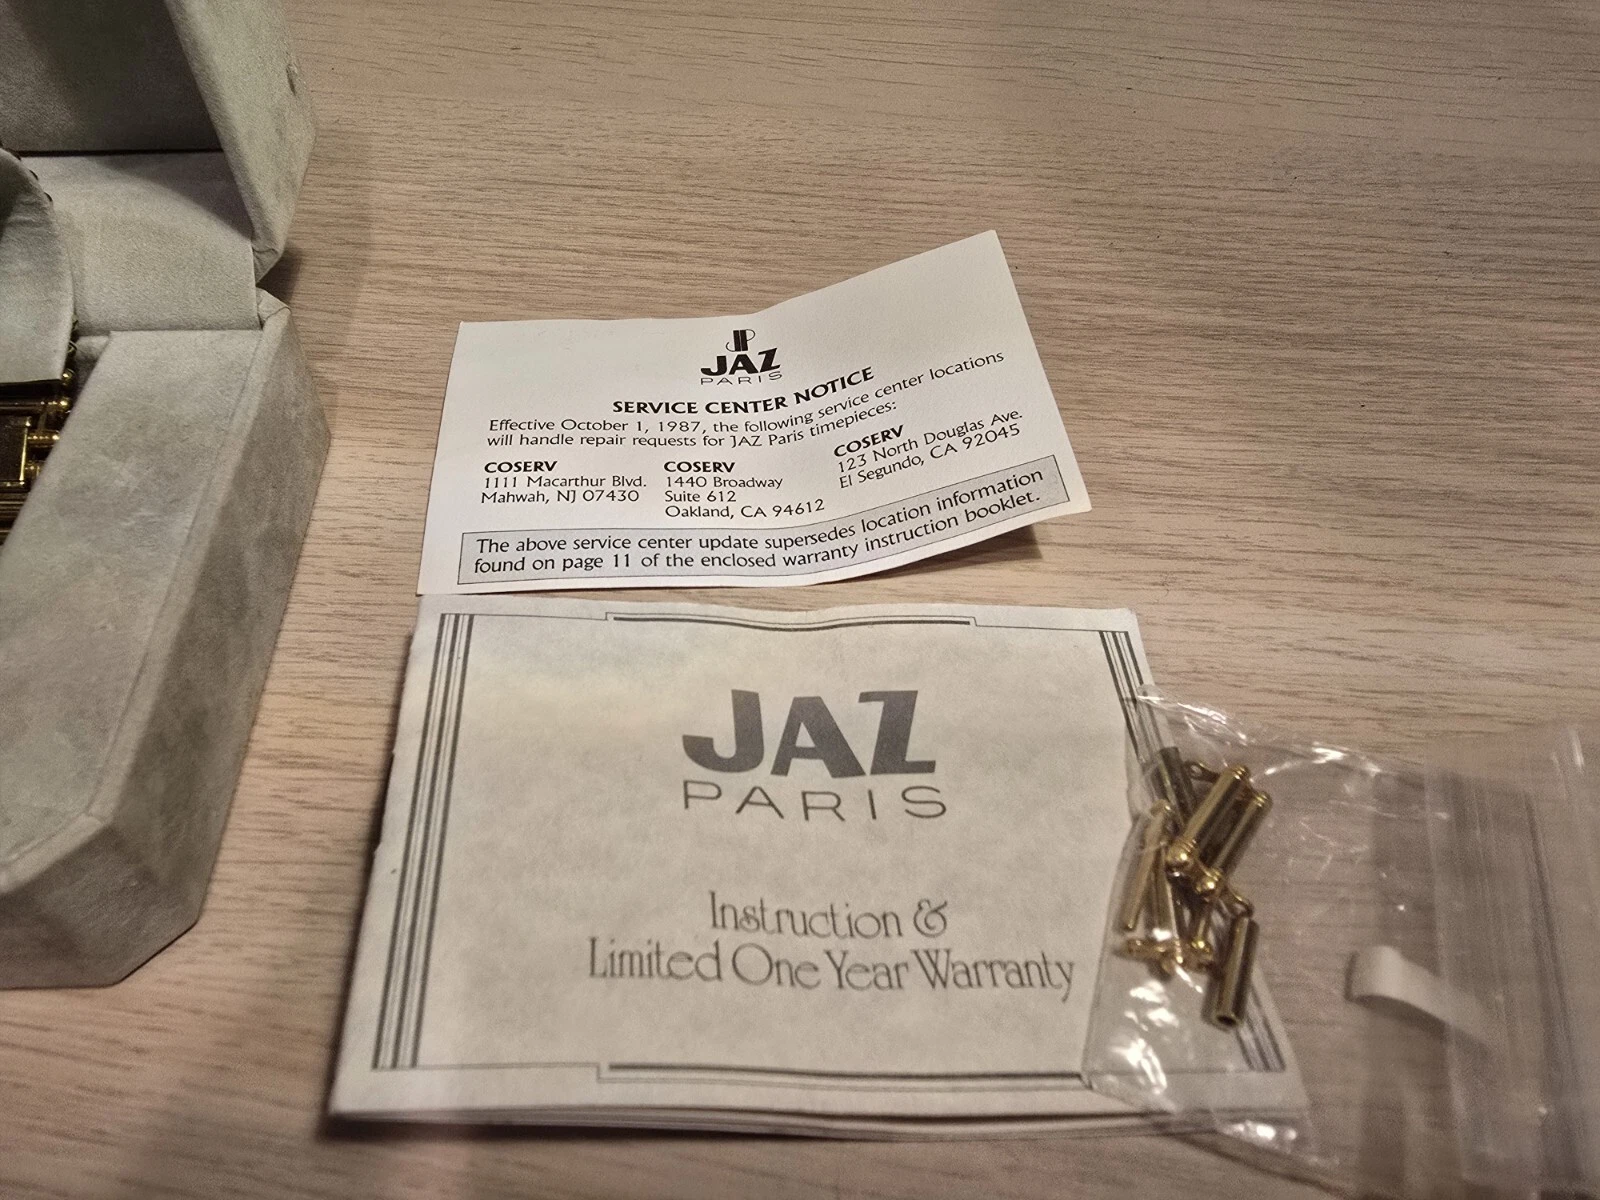 JP
JAZ
PARIS
SERVICE CENTER NOTICE
Effective October 1, 1987, the following service center locations
will handle repair requests for JAZ Paris timepieces:
COSERV
1111 Macarthur Blvd.
Mahwah, NJ 07430
COSERV
1440 Broadway
Suite 612
Oakland, CA 94612
COSERV
123 North Douglas Ave.
El Segundo, CA 92045
The above service center update supersedes location information
found on page 11 of the enclosed warranty instruction booklet.
JAZ
PARIS
Instruction &
Limited One Year Warranty